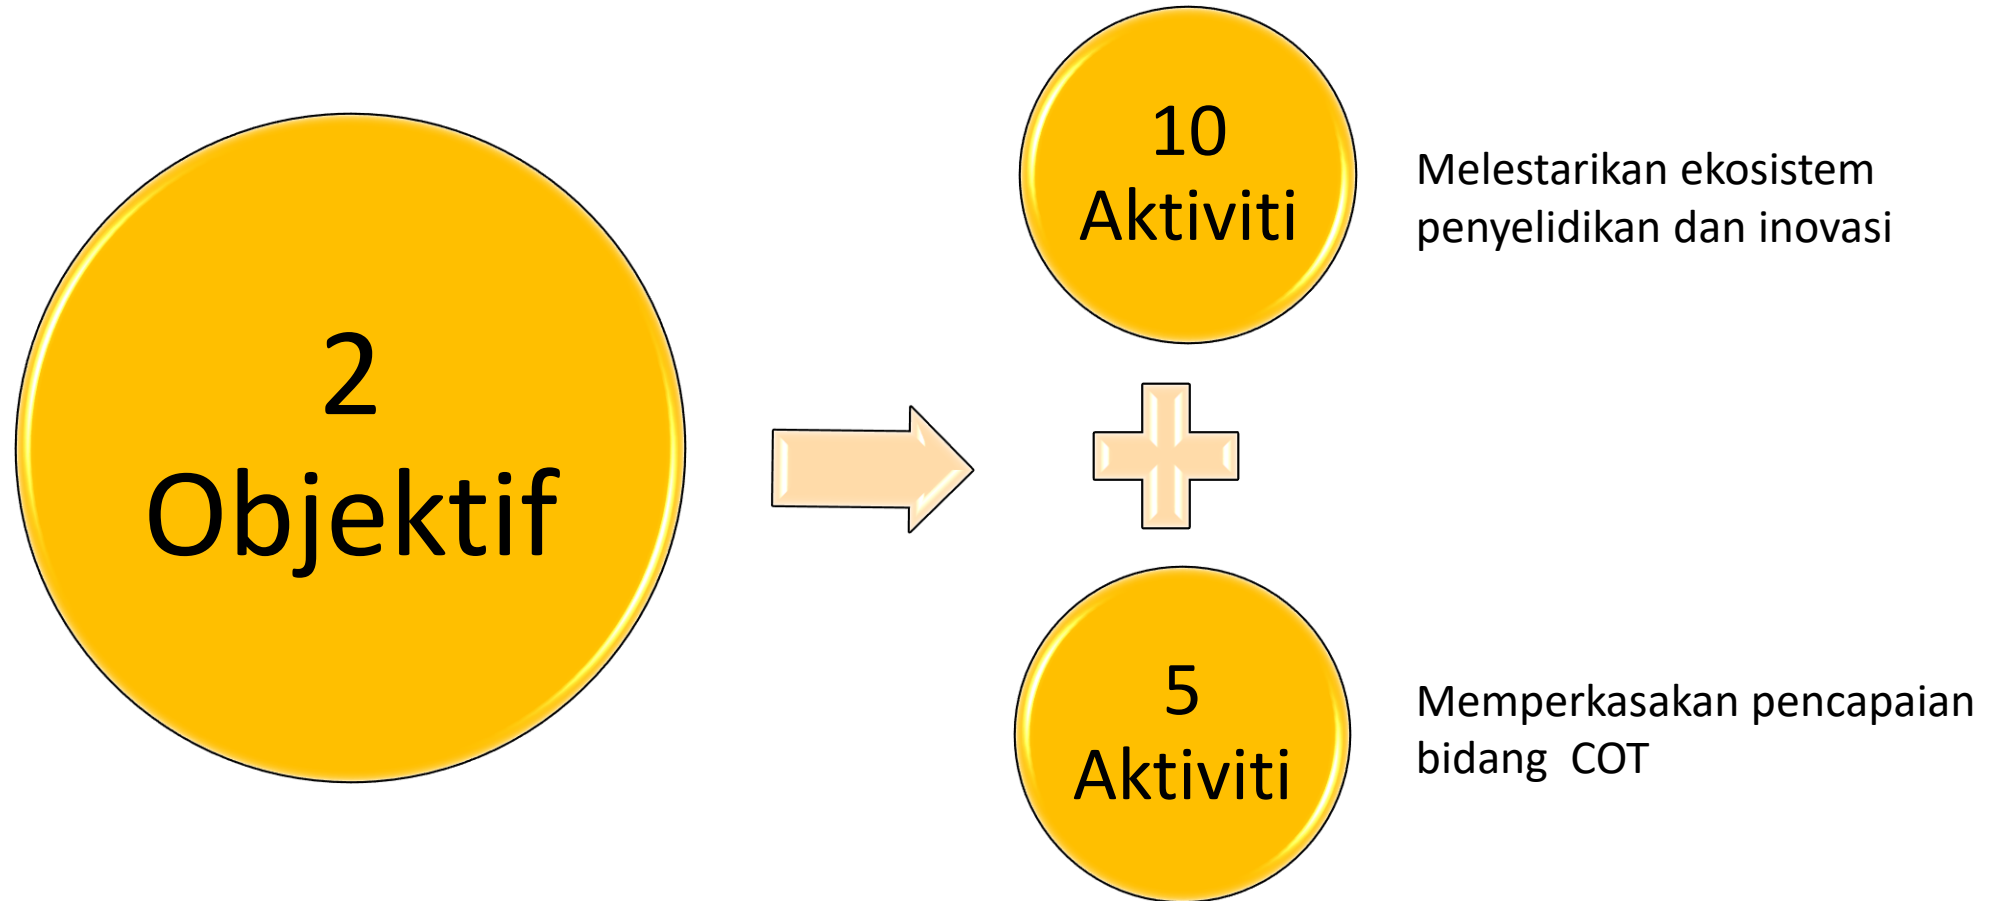 2
Objektif
10
Aktiviti
Melestarikan ekosistem
penyelidikan dan inovasi
5
Aktiviti
Memperkasakan pencapaian
bidang  COT